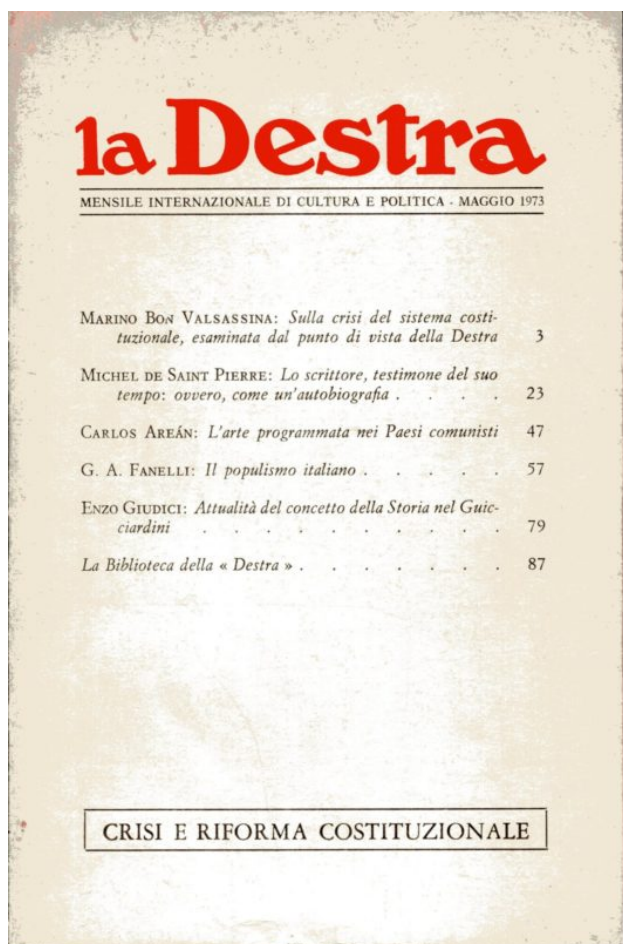 la Destra
MENSILE INTERNAZIONALE DI CULTURA E POLITICA - MAGGIO 1973
MARINO BON VALSASSINA: Sulla crisi del sistema costi-
tuzionale, esaminata dal punto di vista della Destra 3
MICHEL DE SAINT PIERRE: Lo scrittore, testimone del suo
tempo: ovvero, come un'autobiografia . . . . 23
CARLOS AREÁN: L'arte programmata nei Paesi comunisti 47
G. A. FANELLI: Il populismo italiano . . . . . 57
ENZO GIUDICI: Attualità del concetto della Storia nel Guic-
ciardini . . . . . . . . . . 79
La Biblioteca della « Destra » . . . . . . . 87
CRISI E RIFORMA COSTITUZIONALE